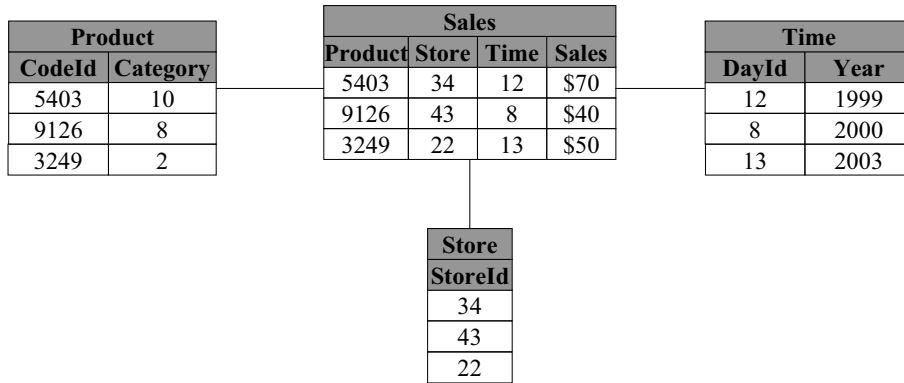 Product
CodeId Category
5403 10
9126 8
3249 2
Sales
Product Store Time Sales
5403 34 12 $70
9126 43 8 $40
3249 22 13 $50
Time
DayId Year
12 1999
8 2000
13 2003
Store
StoreId
34
43
22